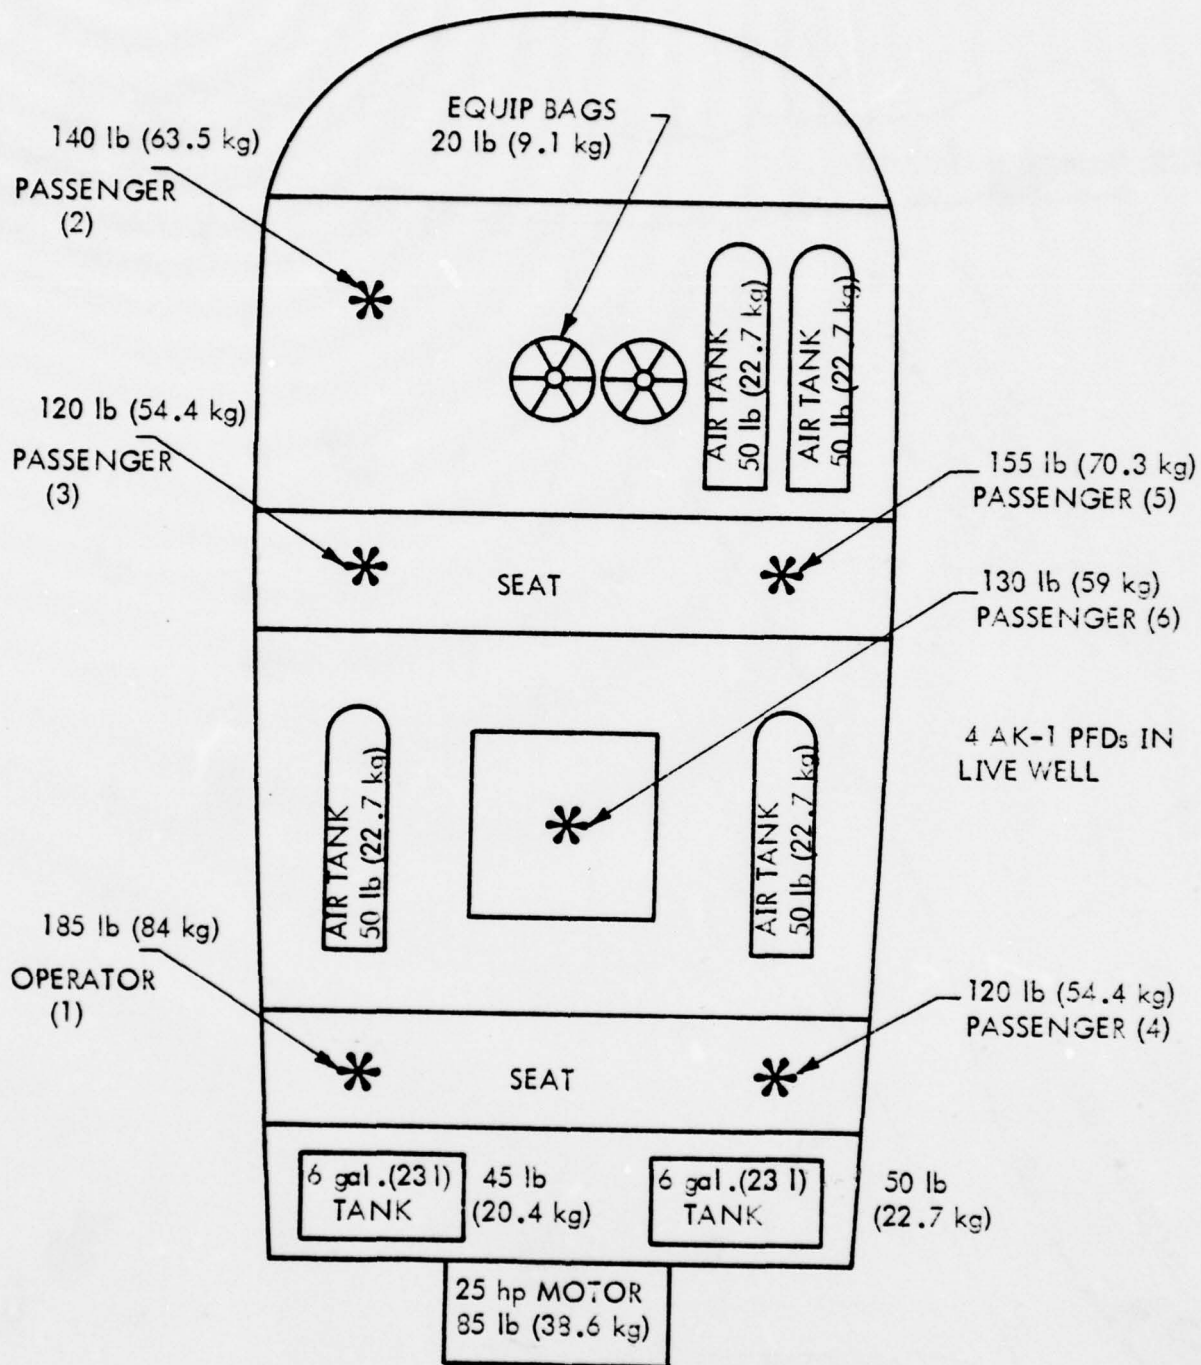 EQUIP BAGS
20 lb (9.1 kg)
140 lb (63.5 kg)
PASSENGER
(2)
AIR TANK
50 lb (22.7 kg)
AIR TANK
50 lb (22.7 kg)
120 lb (54.4 kg)
PASSENGER
(3)
155 lb (70.3 kg)
PASSENGER (5)
SEAT
130 lb (59 kg)
PASSENGER (6)
4 AK-1 PFDs IN
LIVE WELL
AIR TANK
50 lb (22.7 kg)
AIR TANK
50 lb (22.7 kg)
185 lb (84 kg)
OPERATOR
(1)
120 lb (54.4 kg)
PASSENGER (4)
SEAT
6 gal.(23 l)
TANK
45 lb
(20.4 kg)
6 gal.(23 l)
TANK
50 lb
(22.7 kg)
25 hp MOTOR
85 lb (38.6 kg)